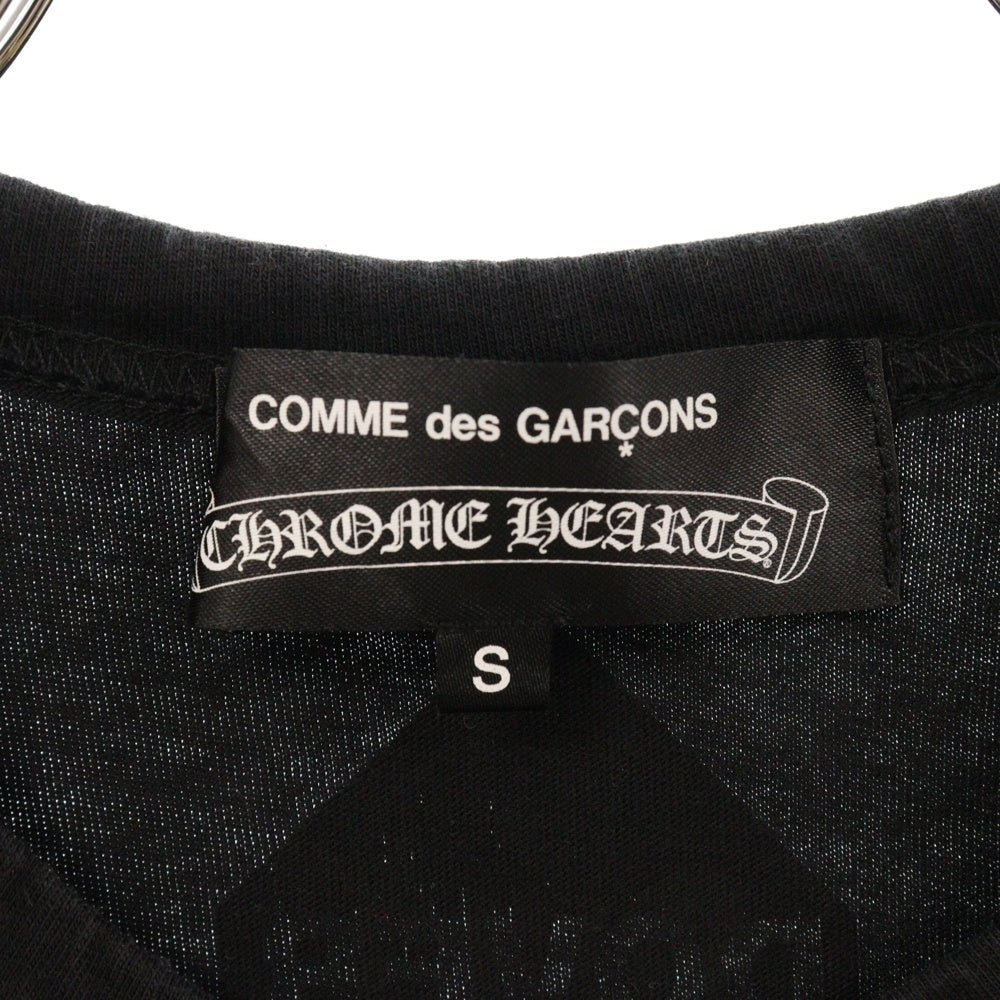 COMME des GARÇONS
*
CHROME HEARTS®
S